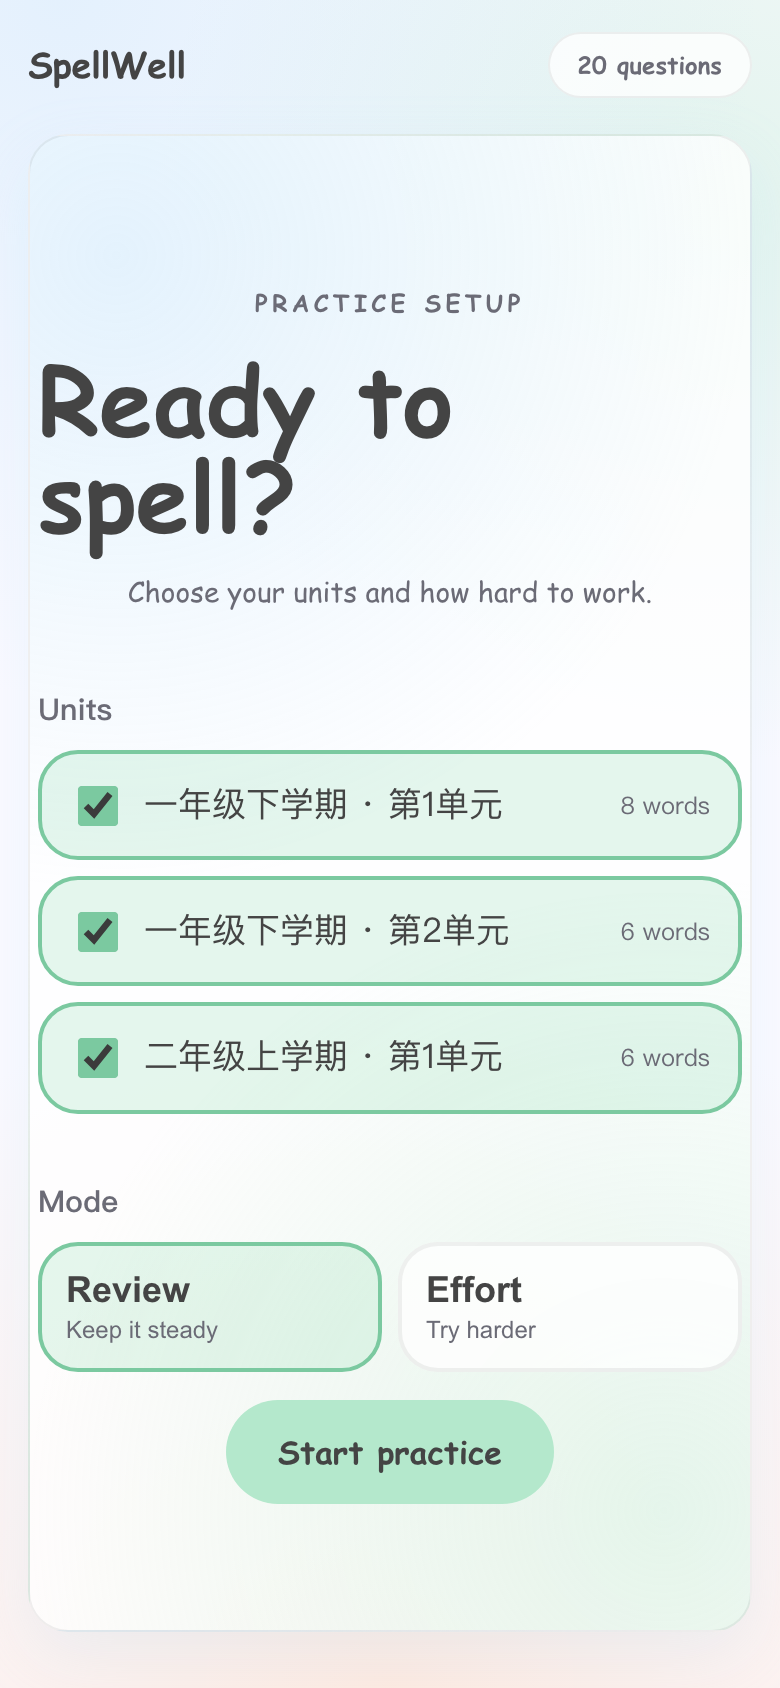 SpellWell
20 questions
PRACTICE SETUP
Ready to
spell?
Choose your units and how hard to work.
Units
一年级下学期 · 第1单元
8 words
一年级下学期 · 第2单元
6 words
二年级上学期 · 第1单元
6 words
Mode
Review
Keep it steady
Effort
Try harder
Start practice